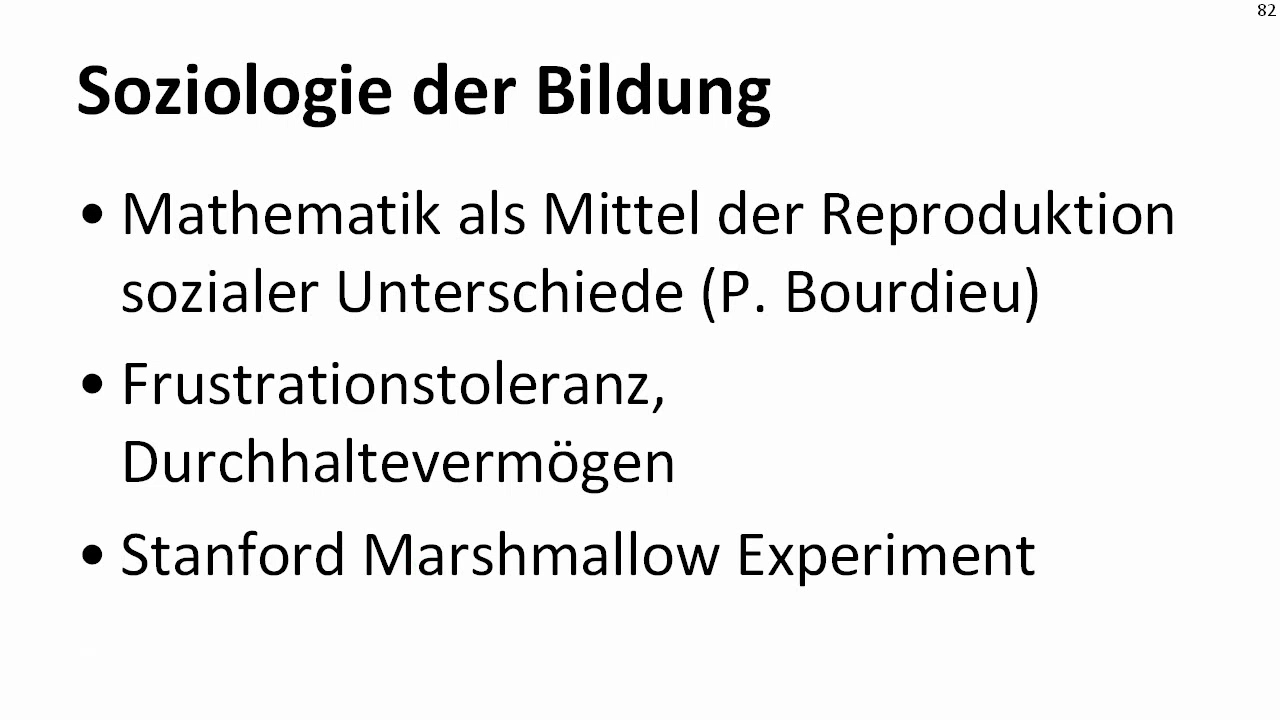 82
Soziologie der Bildung
• Mathematik als Mittel der Reproduktion
sozialer Unterschiede (P. Bourdieu)
• Frustrationstoleranz,
Durchhaltevermögen
• Stanford Marshmallow Experiment